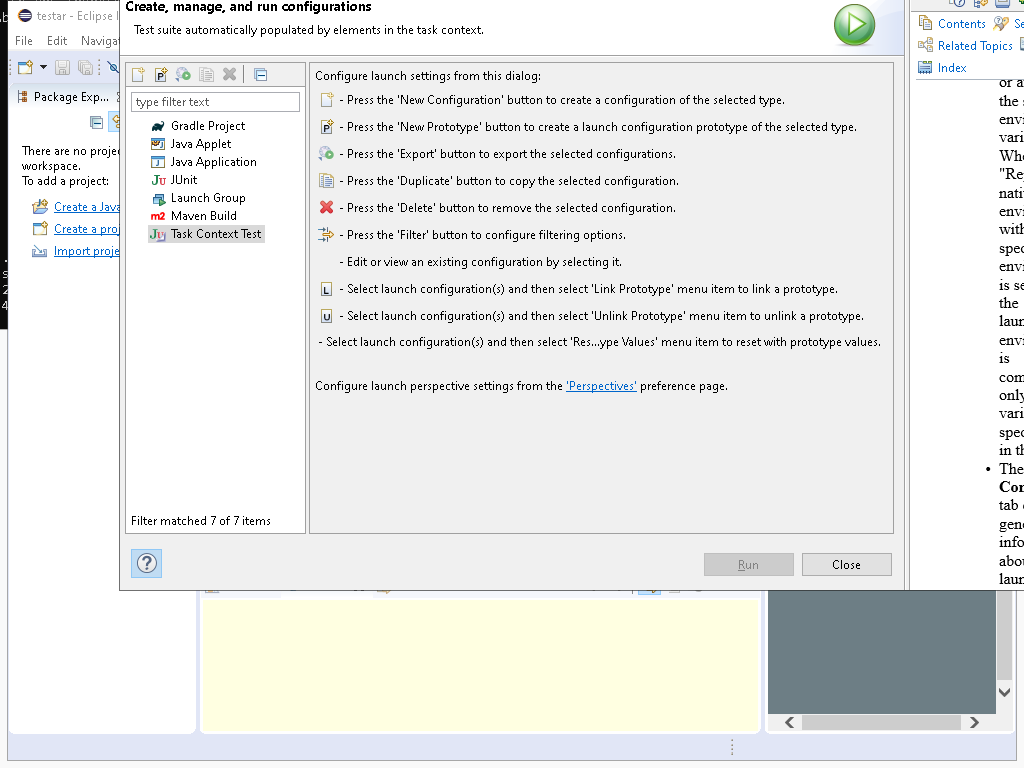 testar - Eclipse
File Edit Navigat
Package Exp...
There are no proje
workspace.
To add a project:
Create a Java
Create a proj
Import proje
Create, manage, and run configurations
Test suite automatically populated by elements in the task context.
type filter text
Gradle Project
Java Applet
Java Application
JUnit
Launch Group
Maven Build
Task Context Test
Filter matched 7 of 7 items
Configure launch settings from this dialog:
- Press the 'New Configuration' button to create a configuration of the selected type.
- Press the 'New Prototype' button to create a launch configuration prototype of the selected type.
- Press the 'Export' button to export the selected configurations.
- Press the 'Duplicate' button to copy the selected configuration.
- Press the 'Delete' button to remove the selected configuration.
- Press the 'Filter' button to configure filtering options.
- Edit or view an existing configuration by selecting it.
- Select launch configuration(s) and then select 'Link Prototype' menu item to link a prototype.
- Select launch configuration(s) and then select 'Unlink Prototype' menu item to unlink a prototype.
- Select launch configuration(s) and then select 'Res...ype Values' menu item to reset with prototype values.
Configure launch perspective settings from the 'Perspectives' preference page.
Run Close
Contents Se
Related Topics
Index
or a
the s
envi
varia
Whe
"Rep
nativ
envi
with
spec
envi
is se
the
laun
envi
is
com
only
vari
spec
in th
• The
Cor
tab
gene
info
abou
laun